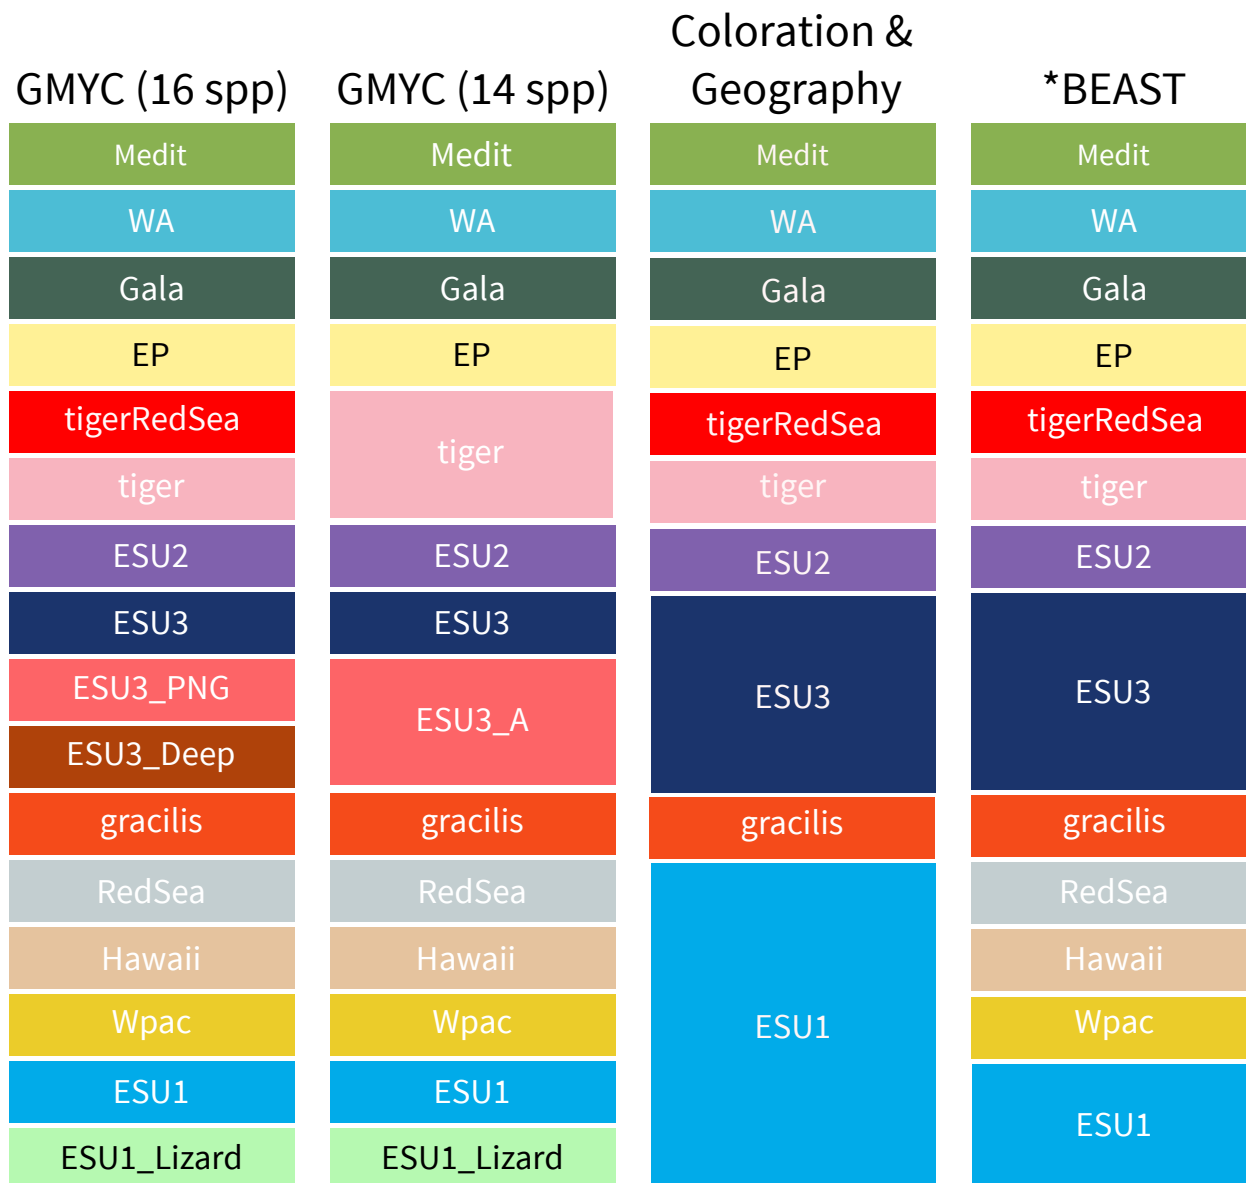 GMYC (16 spp)
Medit
WA
Gala
EP
tigerRedSea
tiger
ESU2
ESU3
ESU3_PNG
ESU3_Deep
gracilis
RedSea
Hawaii
Wpac
ESU1
ESU1_Lizard
GMYC (14 spp)
Medit
WA
Gala
EP
tiger
ESU2
ESU3
ESU3_A
gracilis
RedSea
Hawaii
Wpac
ESU1
ESU1_Lizard
Coloration &
Geography
Medit
WA
Gala
EP
tigerRedSea
tiger
ESU2
ESU3
gracilis
ESU1
*BEAST
Medit
WA
Gala
EP
tigerRedSea
tiger
ESU2
ESU3
gracilis
RedSea
Hawaii
Wpac
ESU1